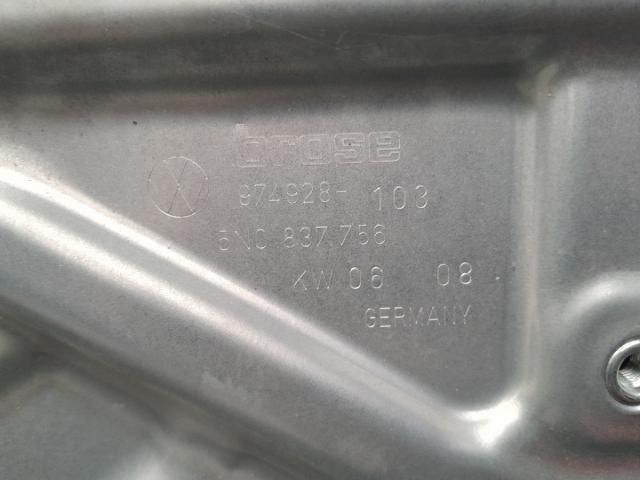 brose
974928- 103
5N0 837 756
KW 06 08
GERMANY